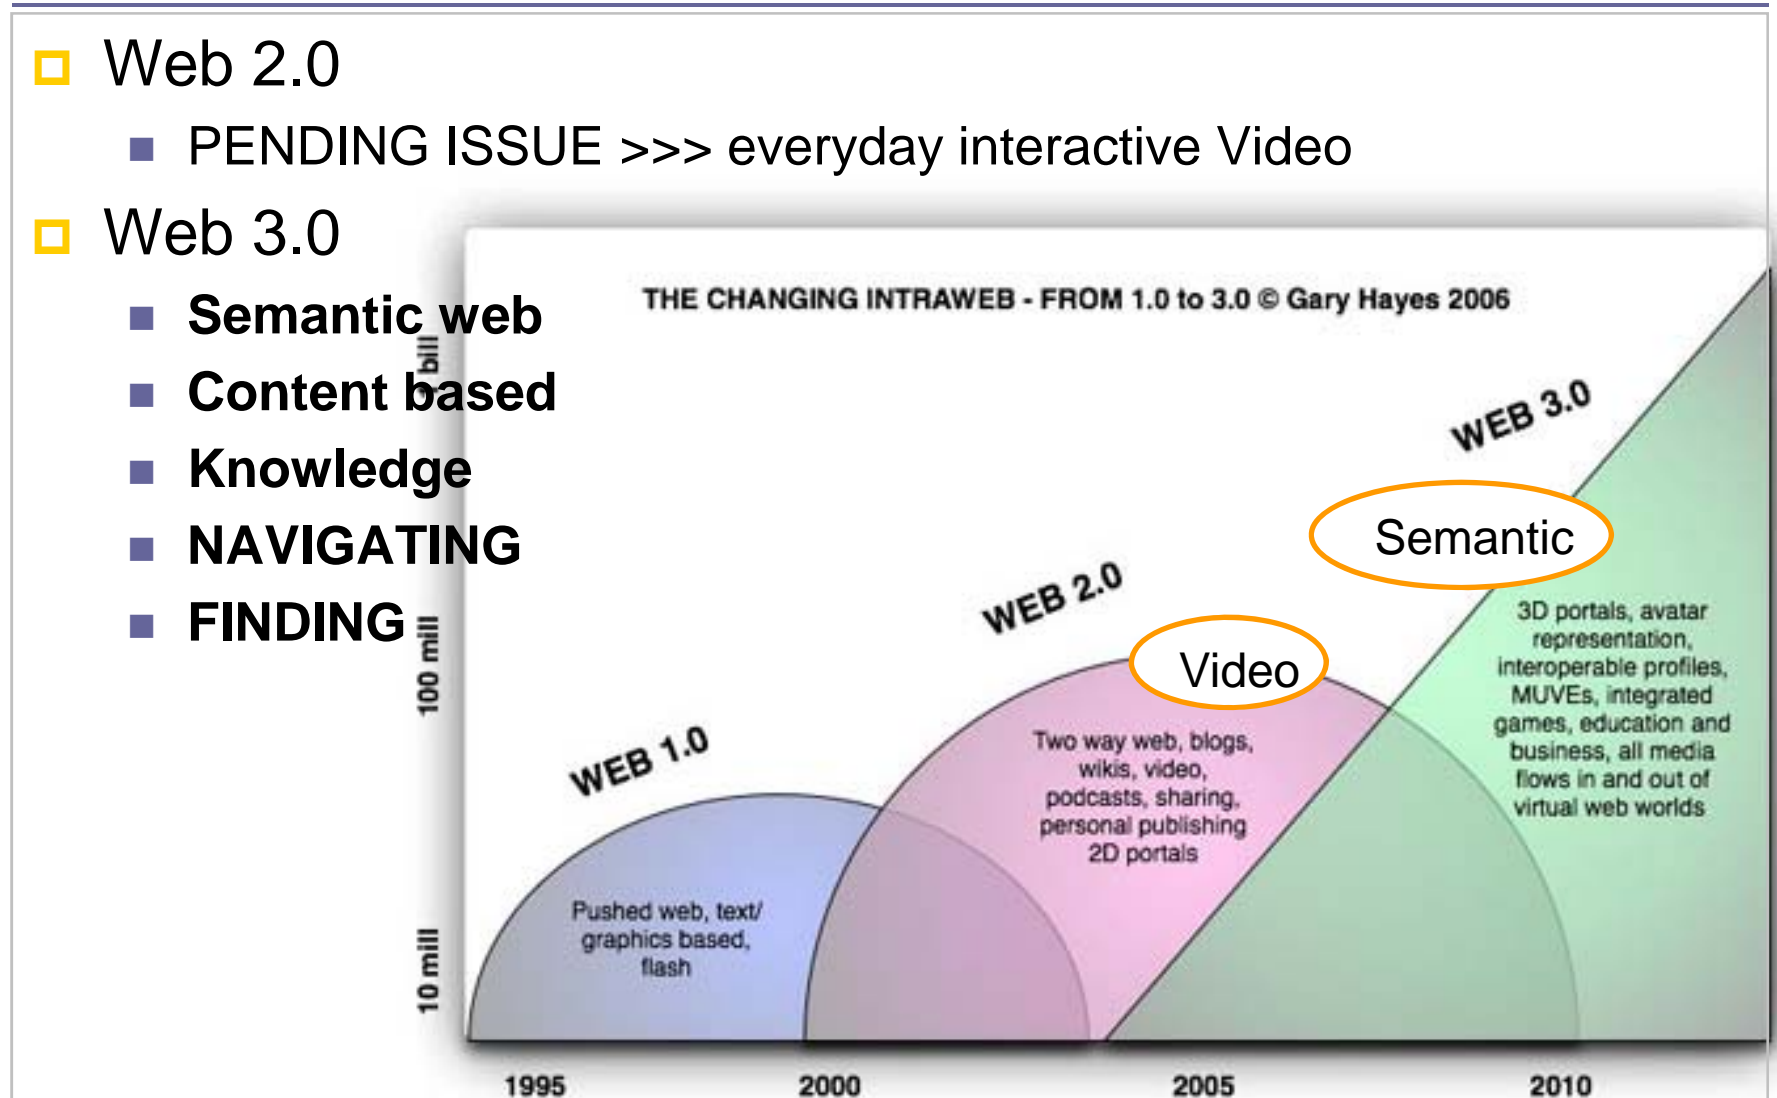 Web 2.0
PENDING ISSUE >>> everyday interactive Video
Web 3.0
Semantic web
Content based
Knowledge
NAVIGATING
FINDING
THE CHANGING INTRAWEB - FROM 1.0 to 3.0 © Gary Hayes 2006
bill
100 mill
10 mill
WEB 1.0
Pushed web, text/
graphics based,
flash
WEB 2.0
Video
Two way web, blogs,
wikis, video,
podcasts, sharing,
personal publishing
2D portals
WEB 3.0
Semantic
3D portals, avatar
representation,
interoperable profiles,
MUVEs, integrated
games, education and
business, all media
flows in and out of
virtual web worlds
1995
2000
2005
2010